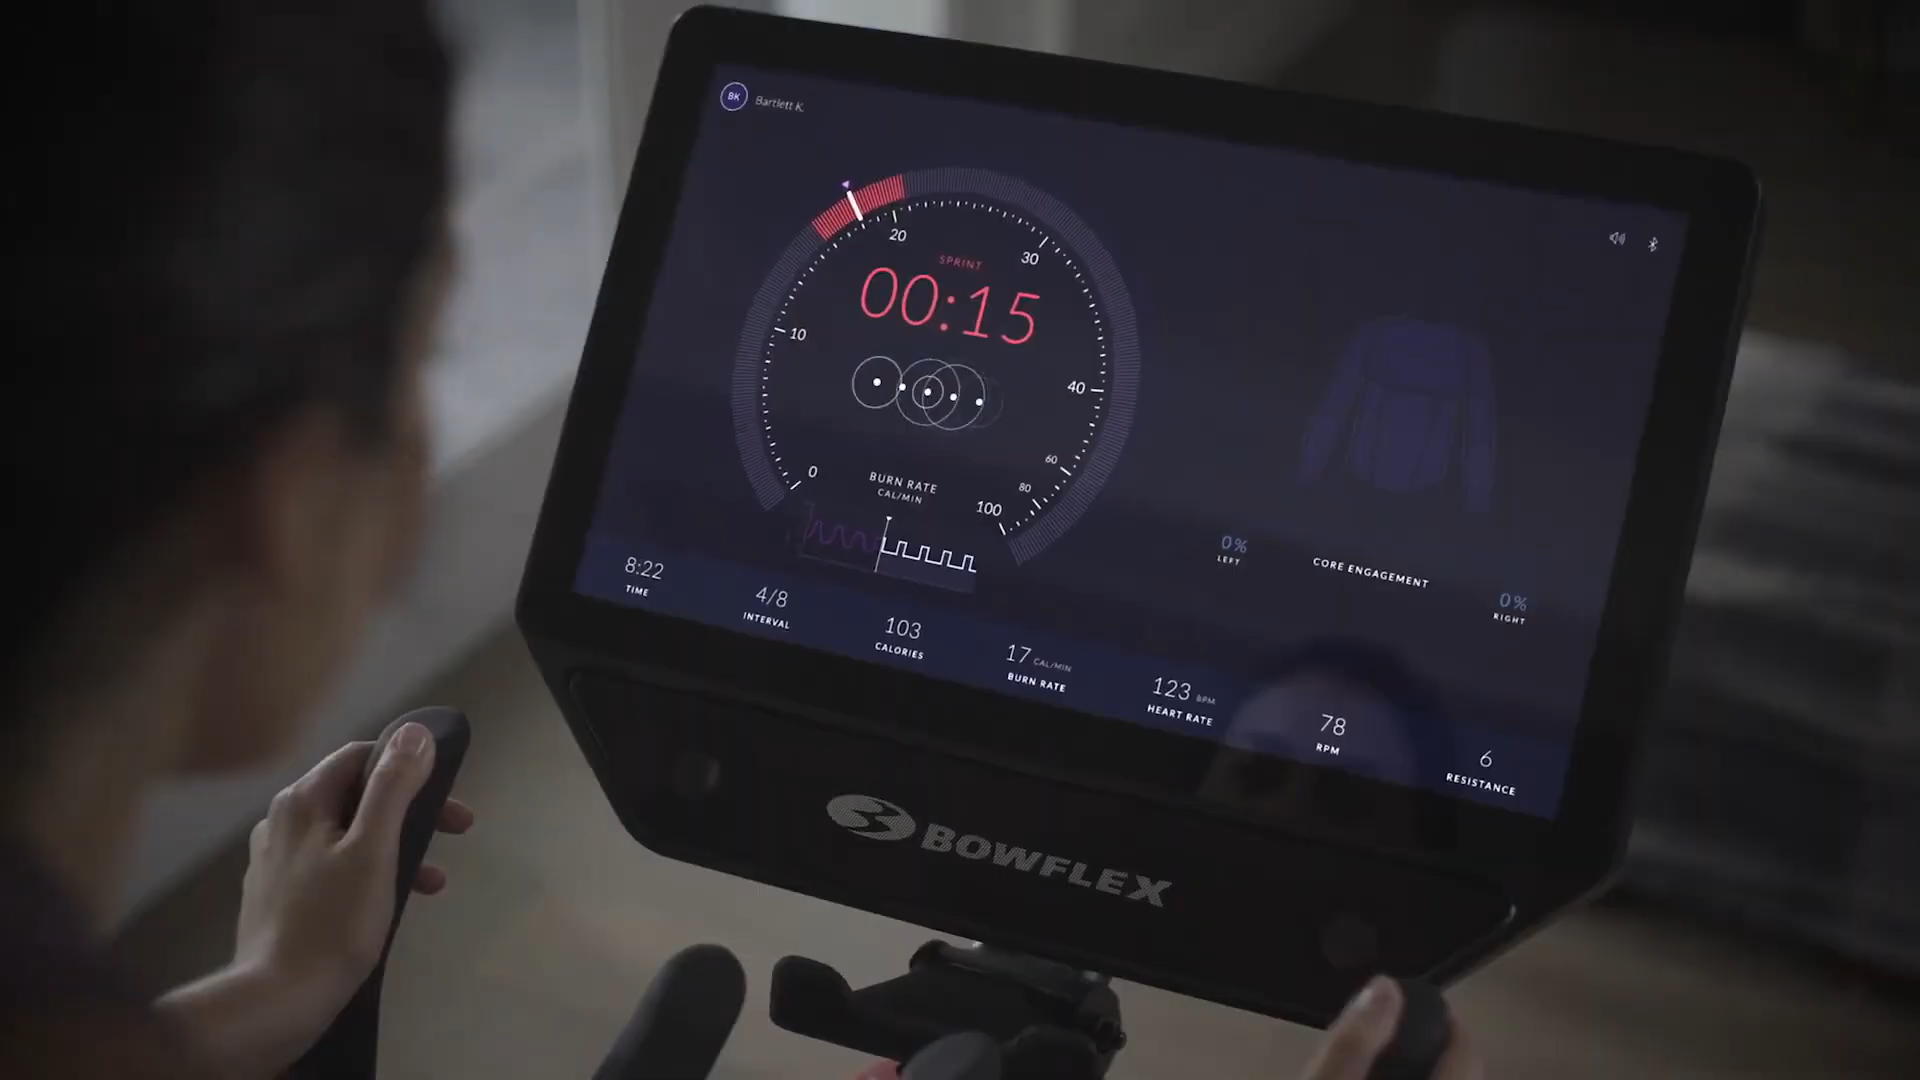 BK Bartlett K.
20
30
10
40
0
60
80
100
SPRINT
00:15
BURN RATE
CAL/MIN
0%
LEFT
CORE ENGAGEMENT
0%
RIGHT
8:22
TIME
4/8
INTERVAL
103
CALORIES
17 CAL/MIN
BURN RATE
123 BPM
HEART RATE
78
RPM
6
RESISTANCE
BOWFLEX